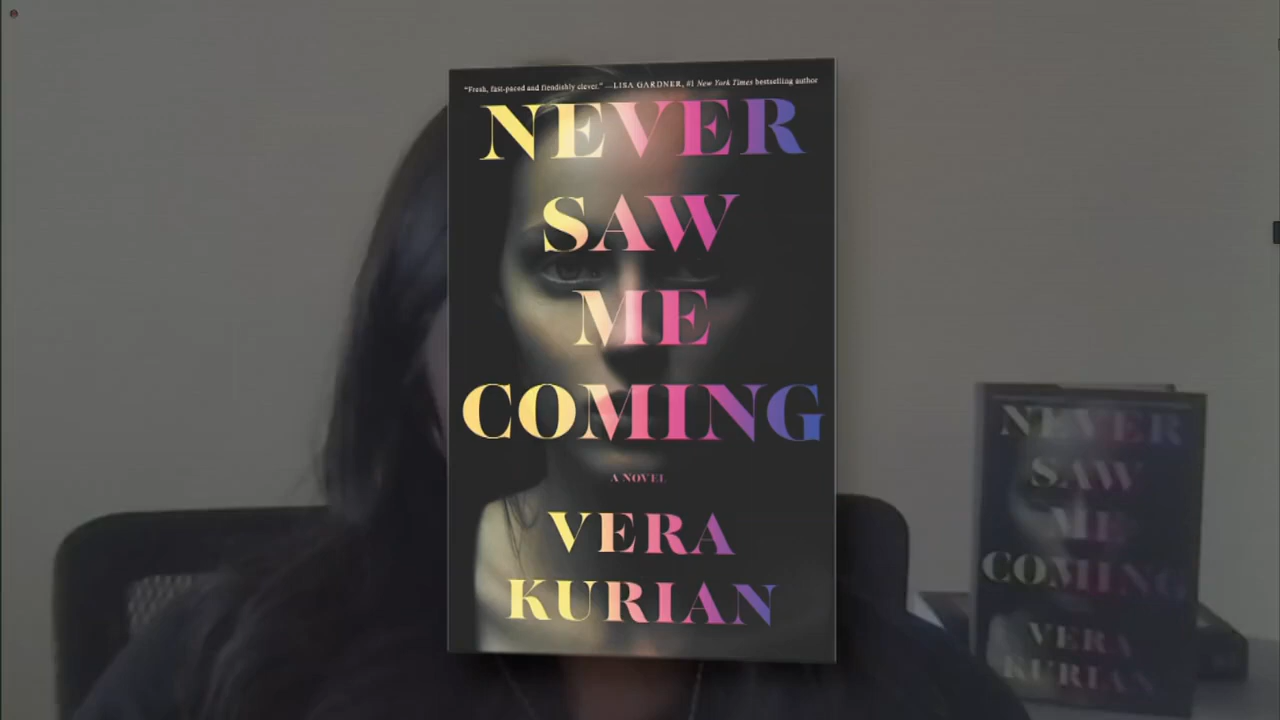 “Fresh, fast-paced and fiendishly clever.” —LISA GARDNER, #1 New York Times bestselling author
NEVER
SAW
ME
COMING
A NOVEL
VERA
KURIAN
NEVER
SAW
ME
COMING
VERA
KURIAN